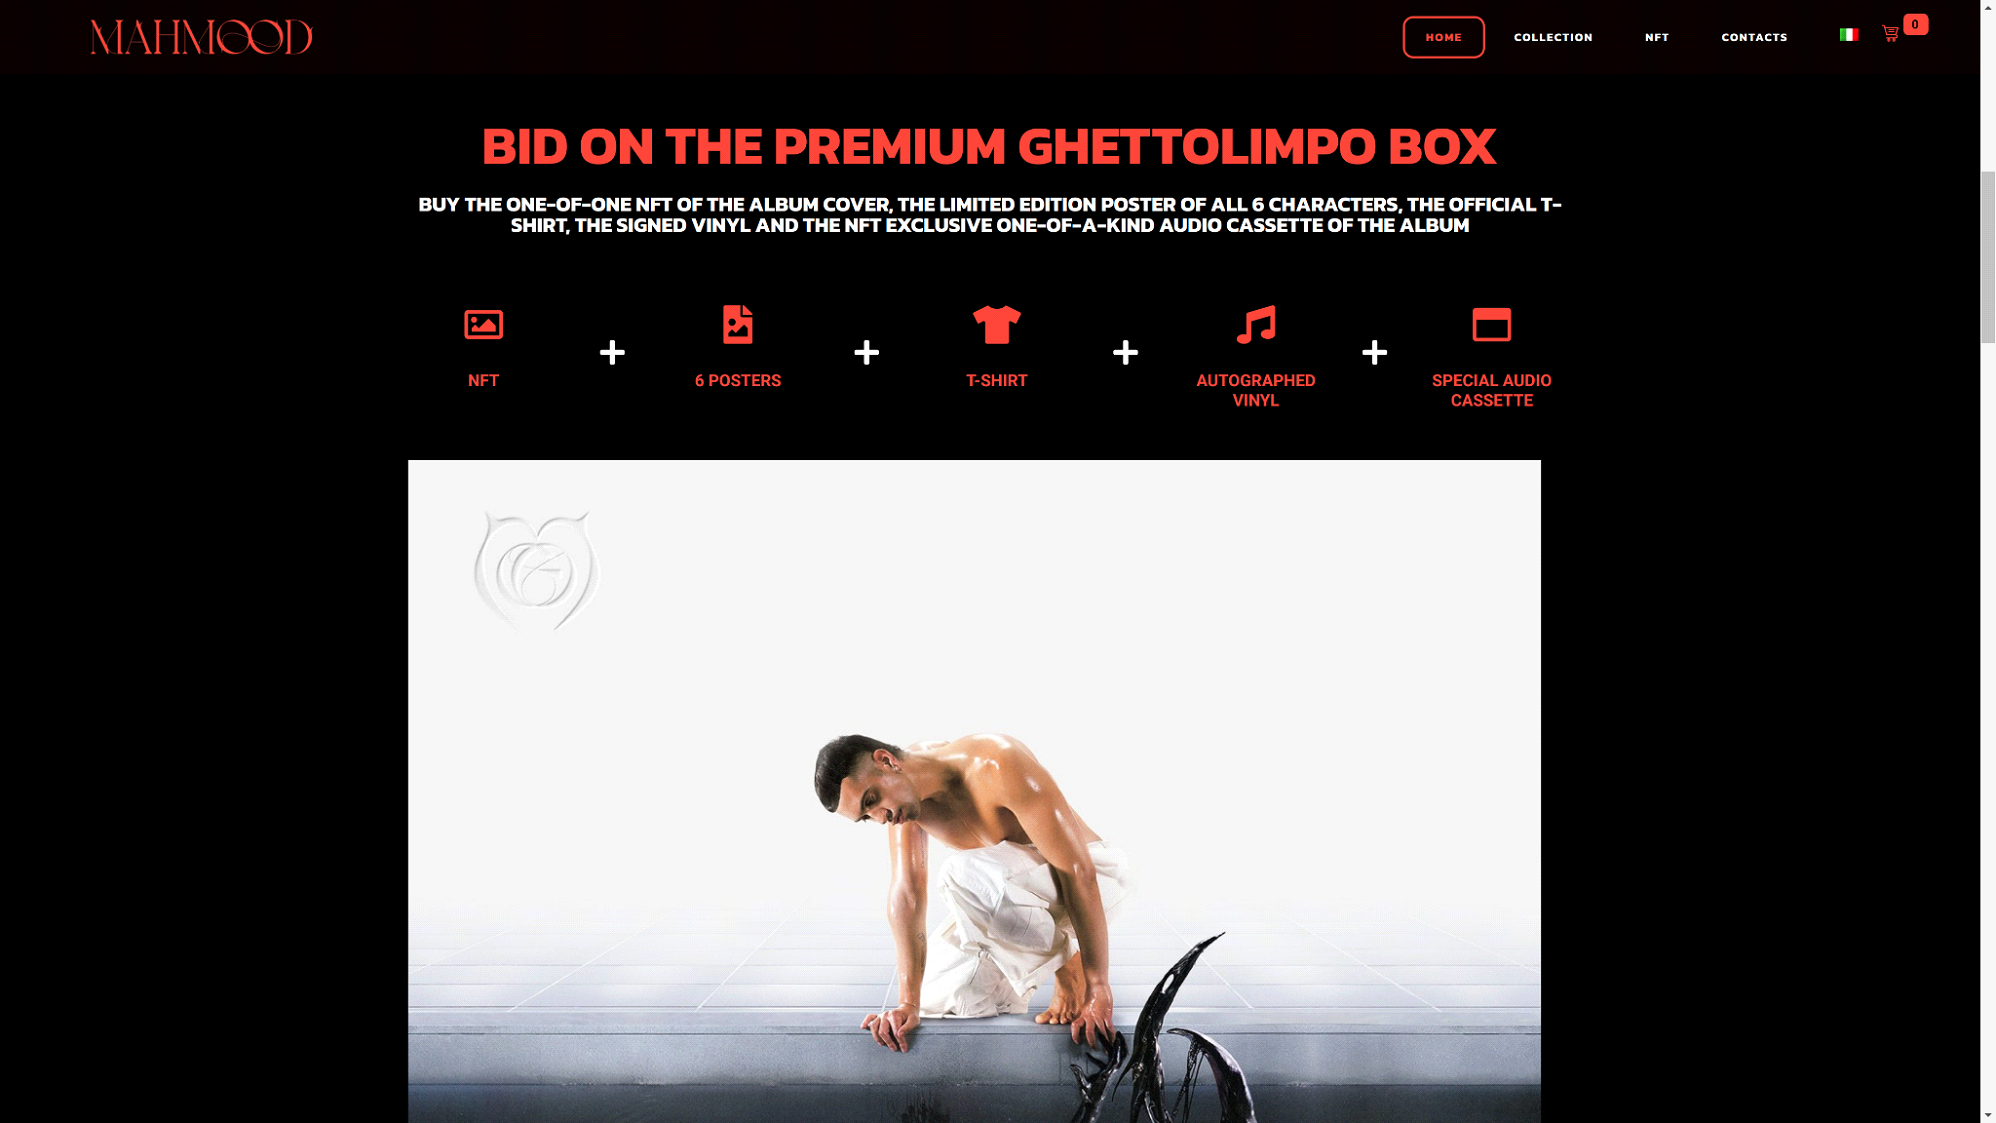 MAHMOOD
HOME
COLLECTION
NFT
CONTACTS
0
BID ON THE PREMIUM GHETTOLIMPO BOX
BUY THE ONE-OF-ONE NFT OF THE ALBUM COVER, THE LIMITED EDITION POSTER OF ALL 6 CHARACTERS, THE OFFICIAL T-
SHIRT, THE SIGNED VINYL AND THE NFT EXCLUSIVE ONE-OF-A-KIND AUDIO CASSETTE OF THE ALBUM
NFT
+
6 POSTERS
+
T-SHIRT
+
AUTOGRAPHED
VINYL
+
SPECIAL AUDIO
CASSETTE